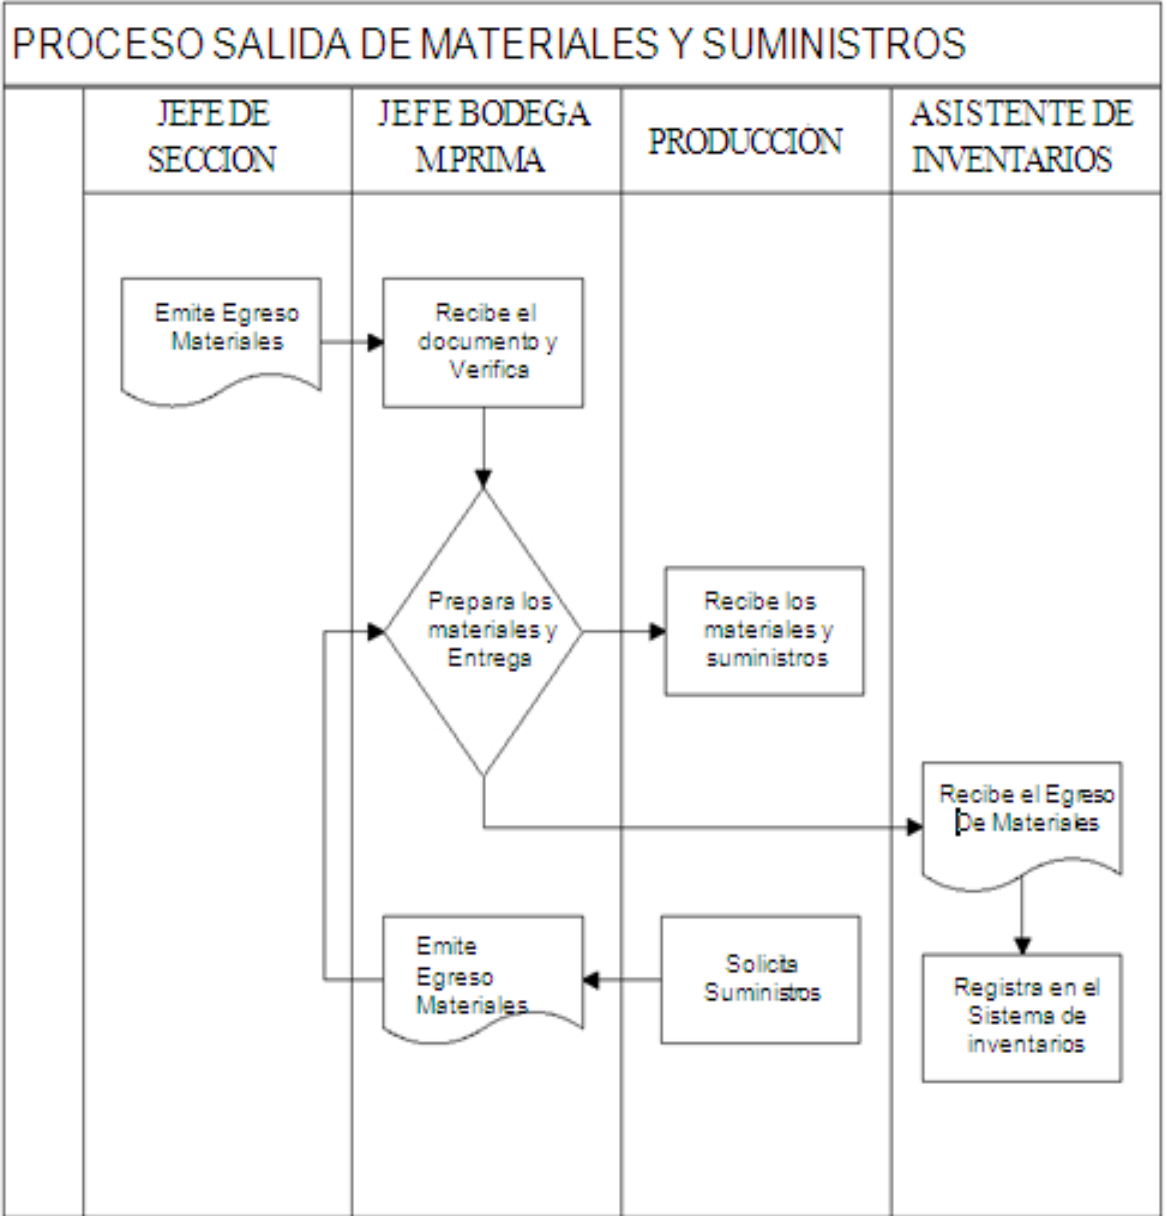 PROCESO SALIDA DE MATERIALES Y SUMINISTROS
JEFE DE
SECCION
JEFE BODEGA
M.PRIMA
PRODUCCIÓN
ASISTENTE DE
INVENTARIOS
Emite Egreso
Materiales
Recibe el
documento y
Verifica
Prepara los
materiales y
Entrega
Recibe los
materiales y
suministros
Recibe el Egreso
De Materiales
Emite
Egreso
Materiales
Solicita
Suministros
Registra en el
Sistema de
inventarios